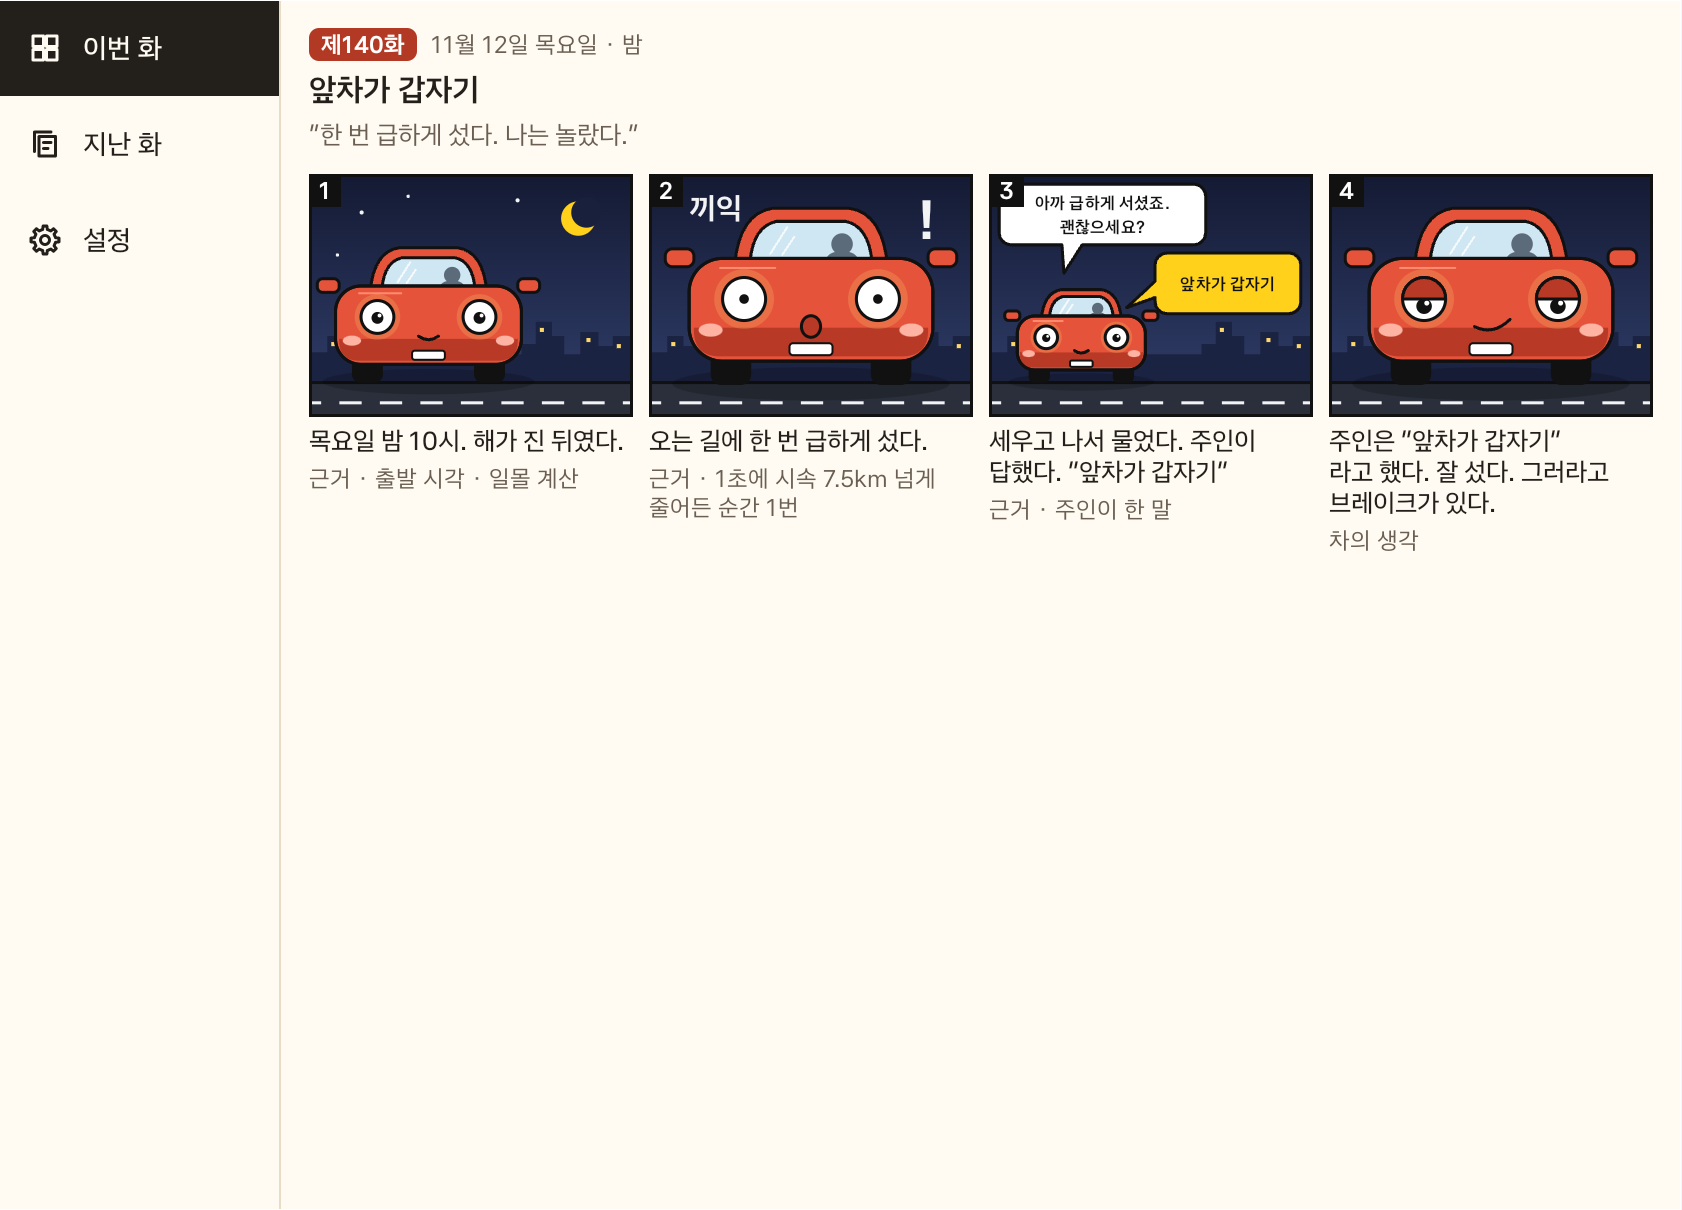 이번 화
지난 화
설정
제140화 11월 12일 목요일 · 밤
앞차가 갑자기
"한 번 급하게 섰다. 나는 놀랐다."
1
2
끼익
!
3
아까 급하게 서셨죠.
괜찮으세요?
앞차가 갑자기
4
목요일 밤 10시. 해가 진 뒤였다.
근거 · 출발 시각 · 일몰 계산
오는 길에 한 번 급하게 섰다.
근거 · 1초에 시속 7.5km 넘게
줄어든 순간 1번
세우고 나서 물었다. 주인이
답했다. "앞차가 갑자기"
근거 · 주인이 한 말
주인은 "앞차가 갑자기"
라고 했다. 잘 섰다. 그러라고
브레이크가 있다.
차의 생각